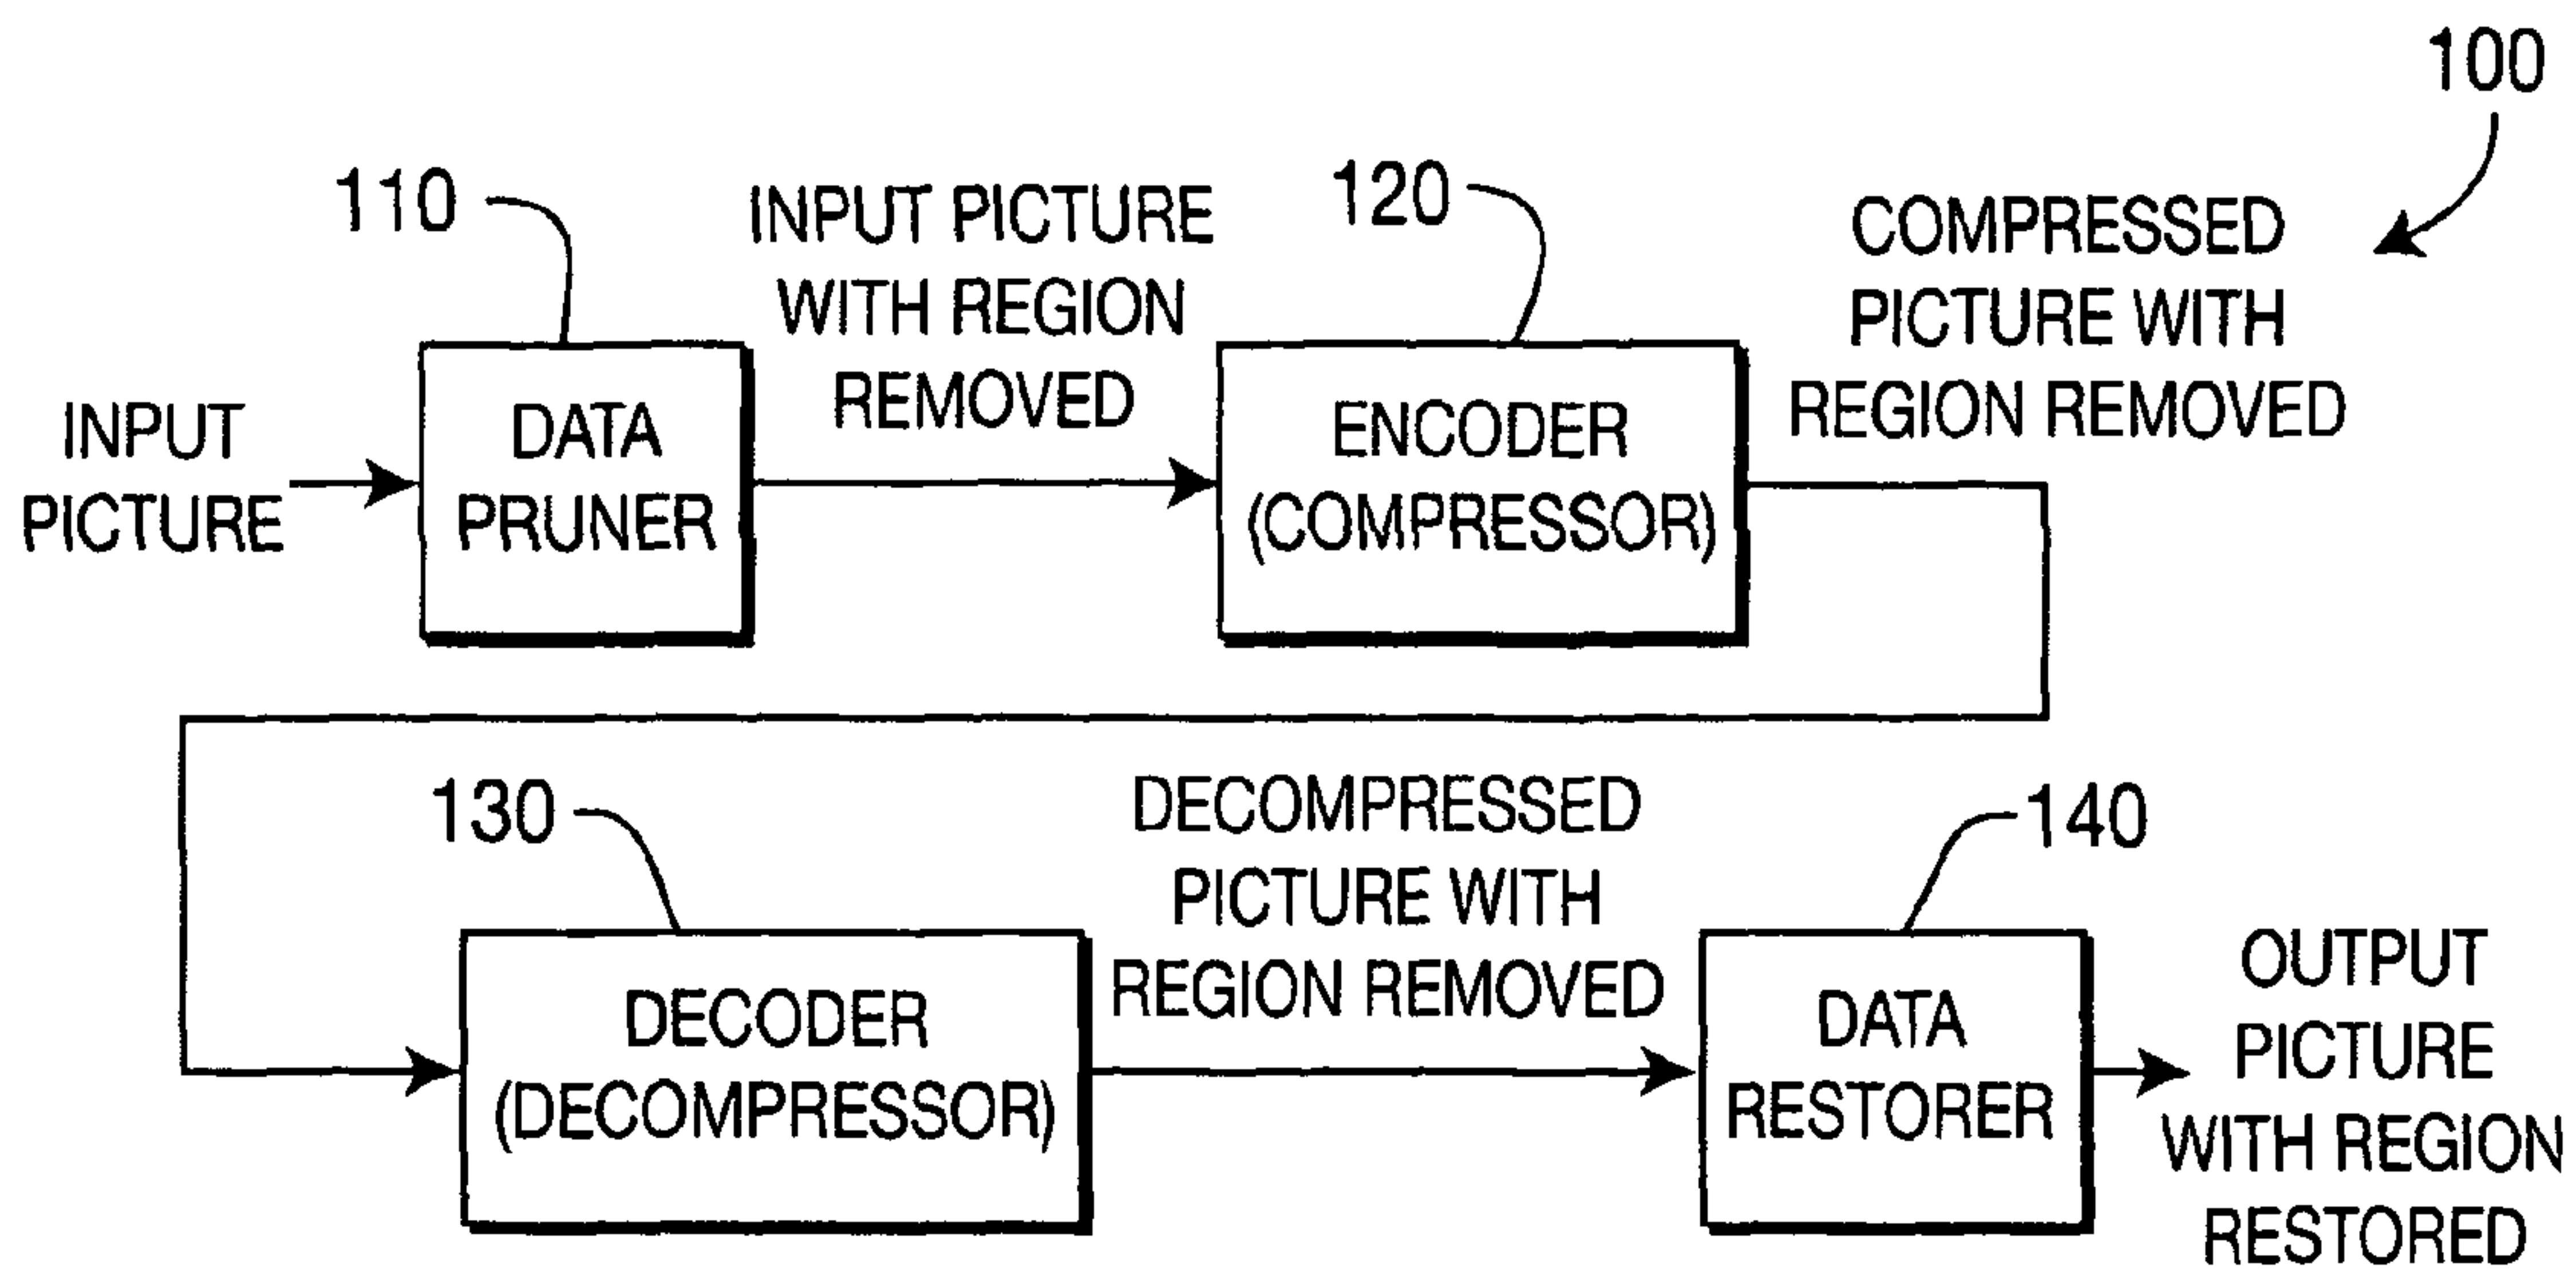 100
110
INPUT PICTURE
WITH REGION
REMOVED
120
COMPRESSED
PICTURE WITH
REGION REMOVED
INPUT
PICTURE
DATA
PRUNER
ENCODER
(COMPRESSOR)
130
DECOMPRESSED
PICTURE WITH
REGION REMOVED
140
DECODER
(DECOMPRESSOR)
DATA
RESTORER
OUTPUT
PICTURE
WITH REGION
RESTORED